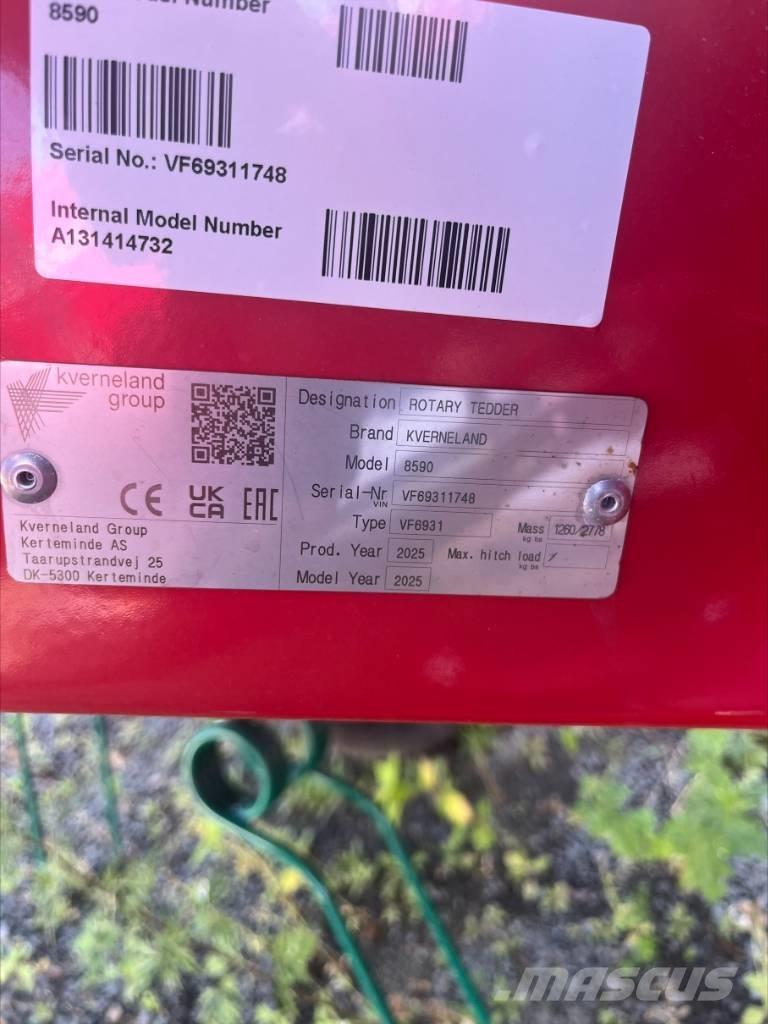 Number
8590
Serial No.: VF69311748
Internal Model Number
A131414732
kverneland
group
CE UK CA EAC
Kverneland Group
Kerteminde AS
Taarupstrandvej 25
DK-5300 Kerteminde
Designation ROTARY TEDDER
Brand KVERNELAND
Model 8590
Serial-Nr VF69311748
VIN
Type VF6931 Mass 1260/2778
kg lbs
Prod. Year 2025 Max. hitch load /
kg lbs
Model Year 2025
MASCUS